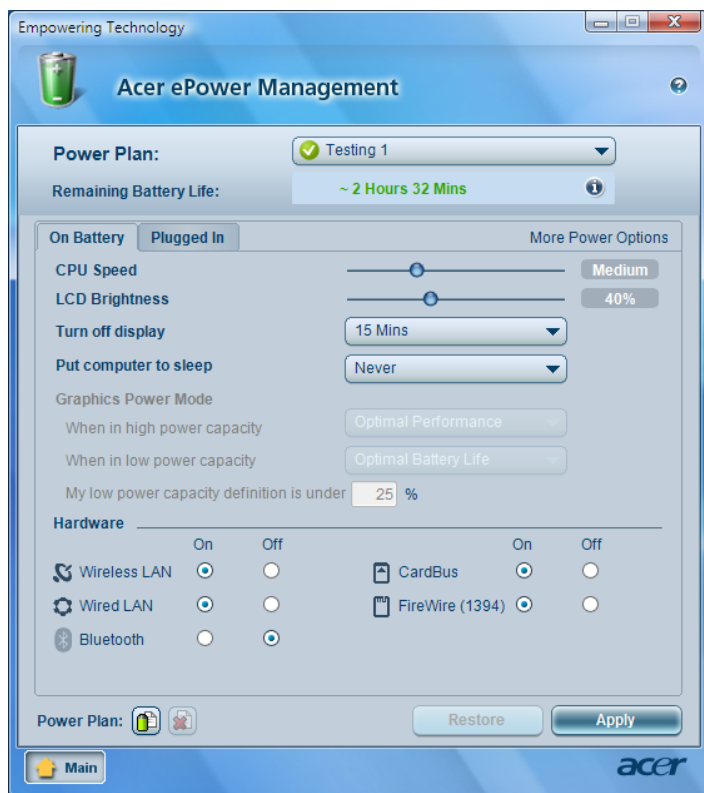 Empowering Technology
Acer ePower Management
Power Plan: Testing 1
Remaining Battery Life: ~ 2 Hours 32 Mins
On Battery Plugged In More Power Options
CPU Speed Medium
LCD Brightness 40%
Turn off display 15 Mins
Put computer to sleep Never
Graphics Power Mode
When in high power capacity Optimal Performance
When in low power capacity Optimal Battery Life
My low power capacity definition is under 25 %
Hardware
On Off On Off
Wireless LAN CardBus
Wired LAN FireWire (1394)
Bluetooth
Power Plan: Restore Apply
Main acer